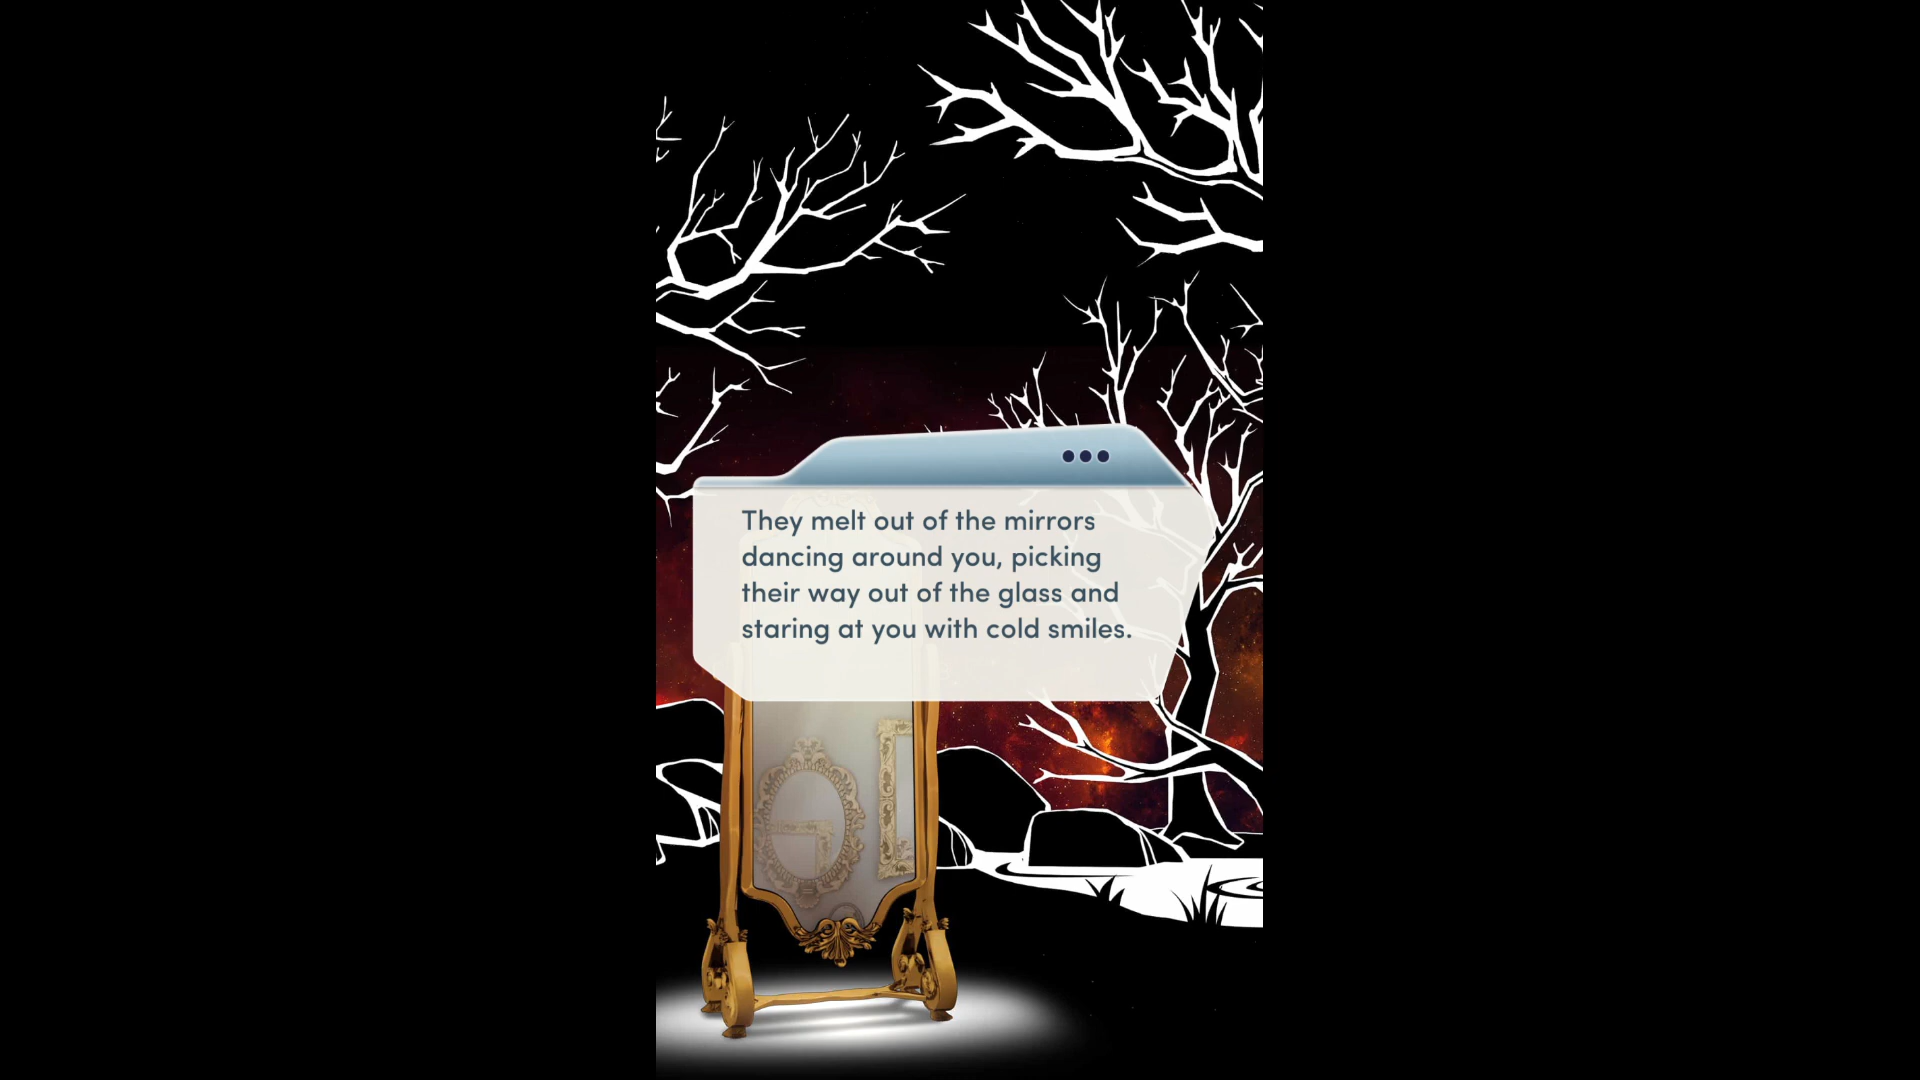 They melt out of the mirrors
dancing around you, picking
their way out of the glass and
staring at you with cold smiles.